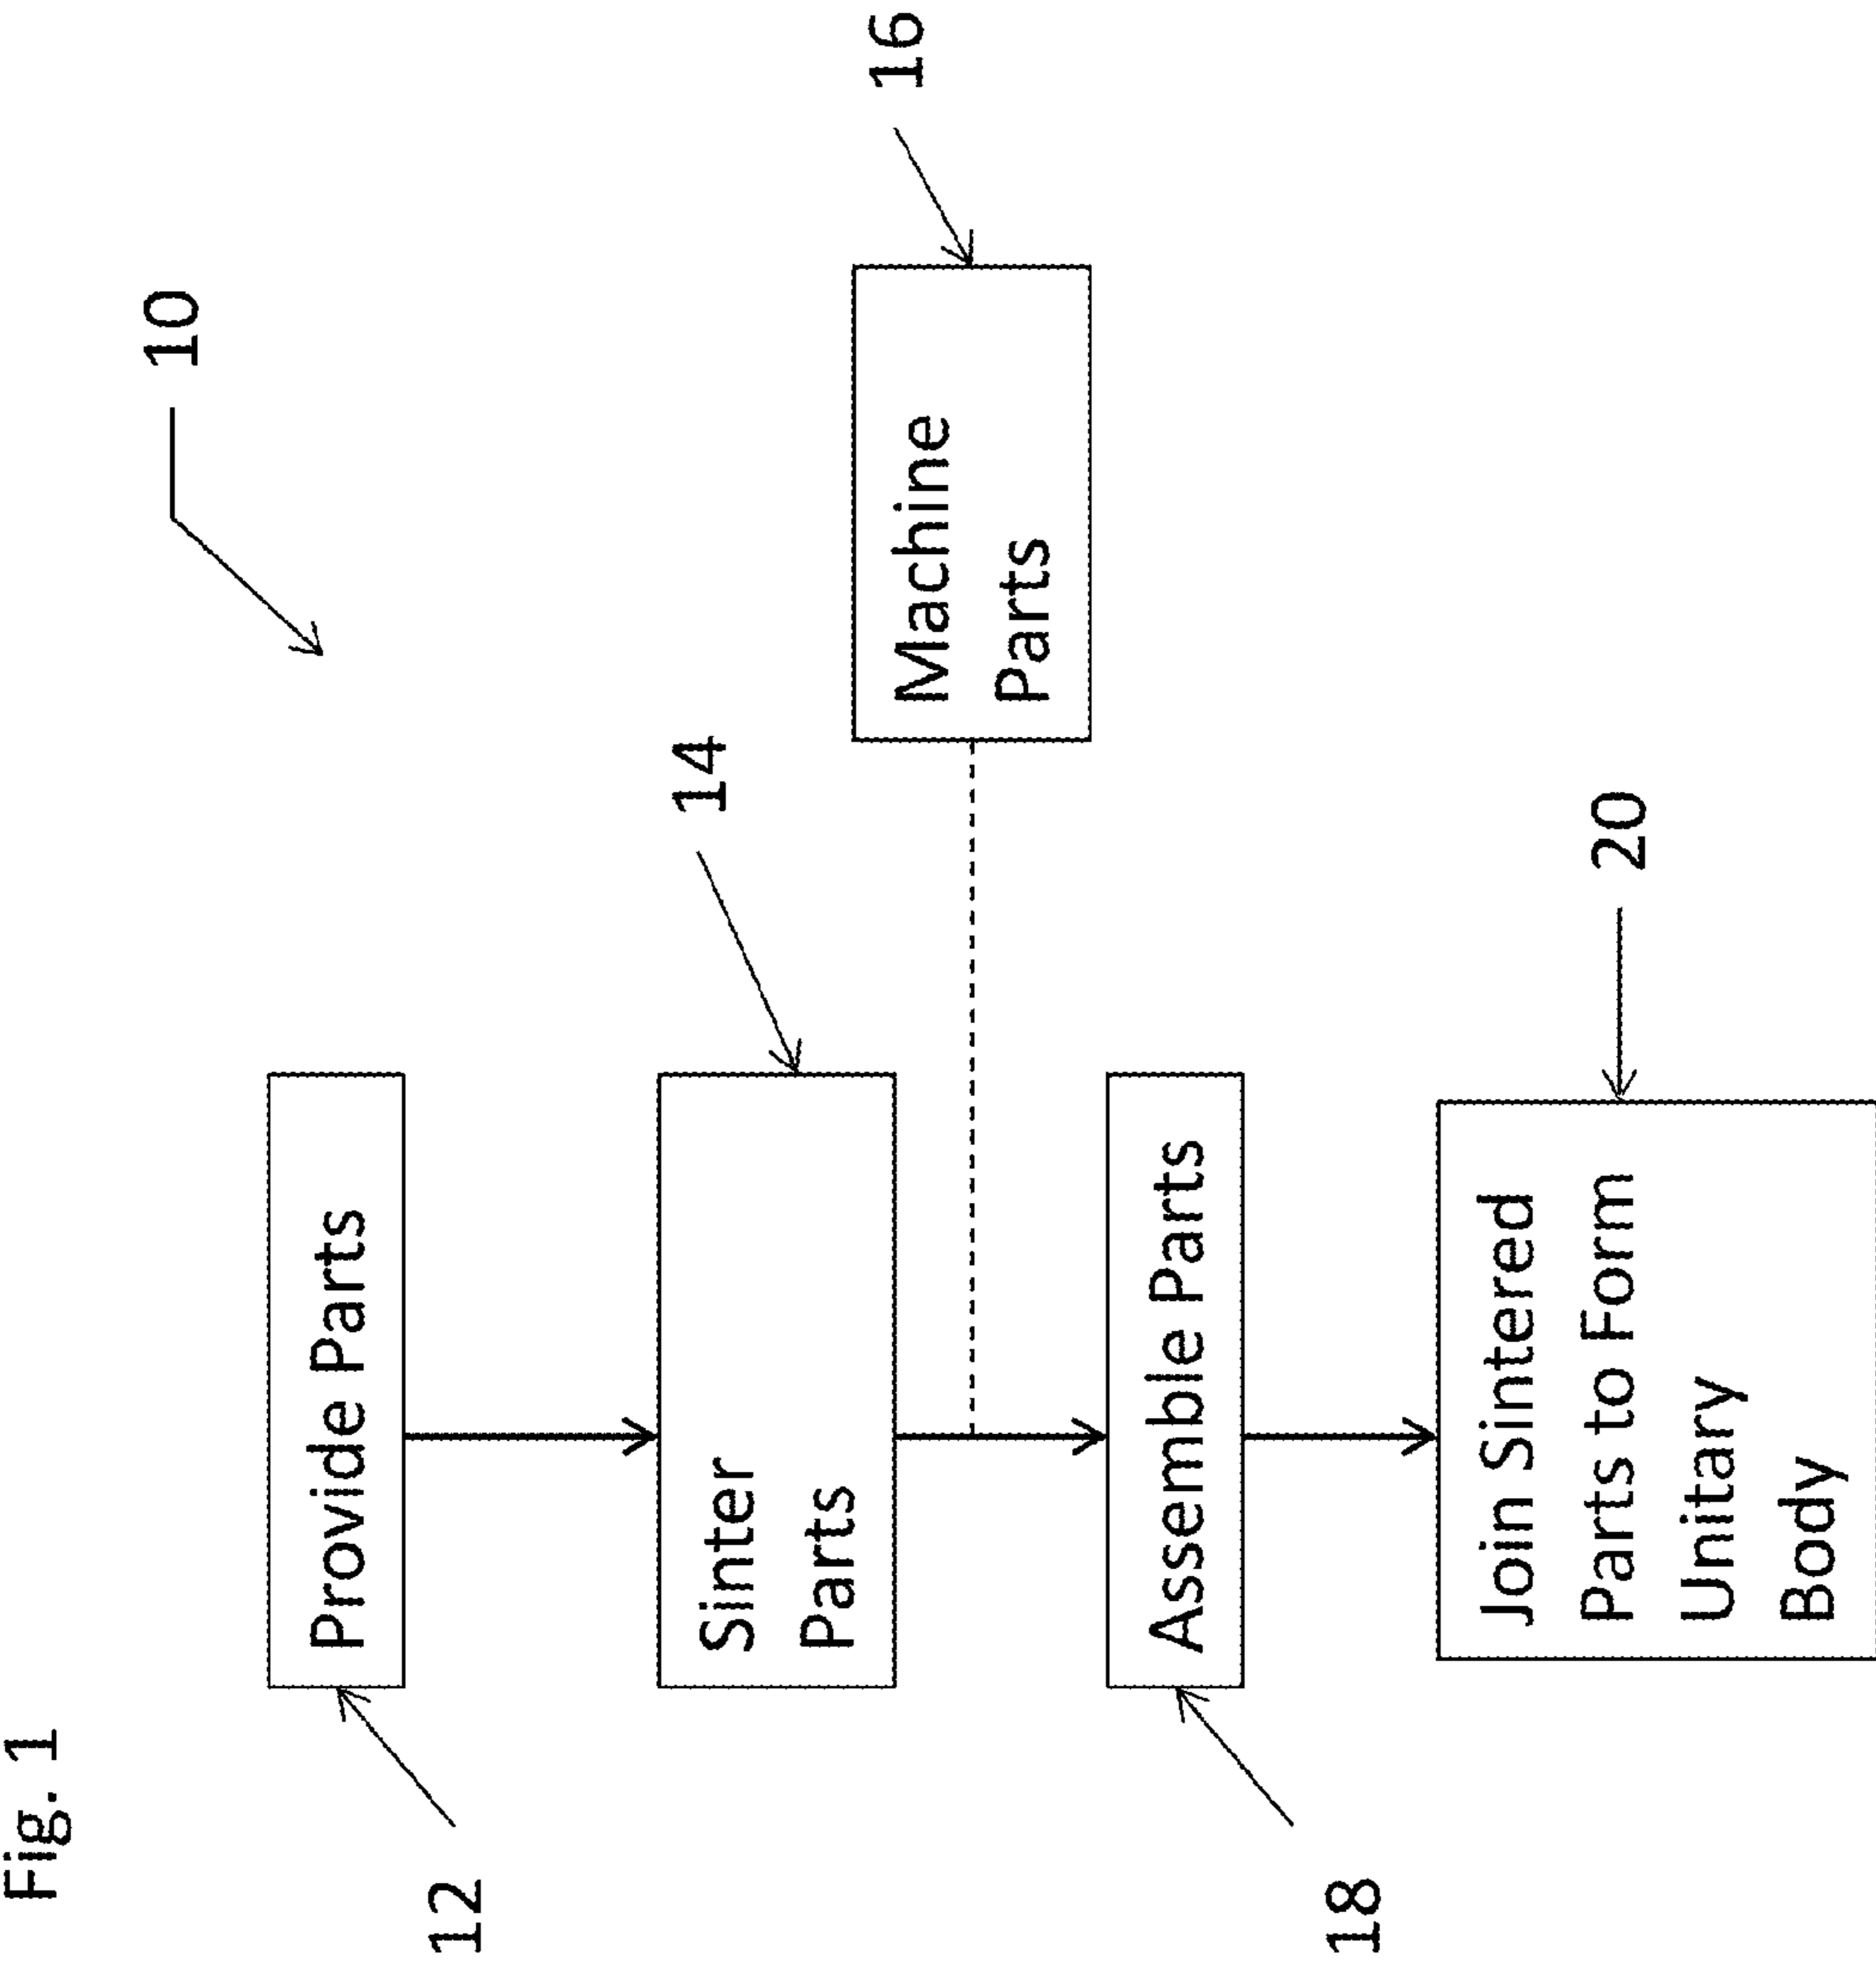 Fig. 1
10
12
Provide Parts
14
Sinter
Parts
16
Machine
Parts
18
Assemble Parts
20
Join Sintered
Parts to Form
Unitary
Body